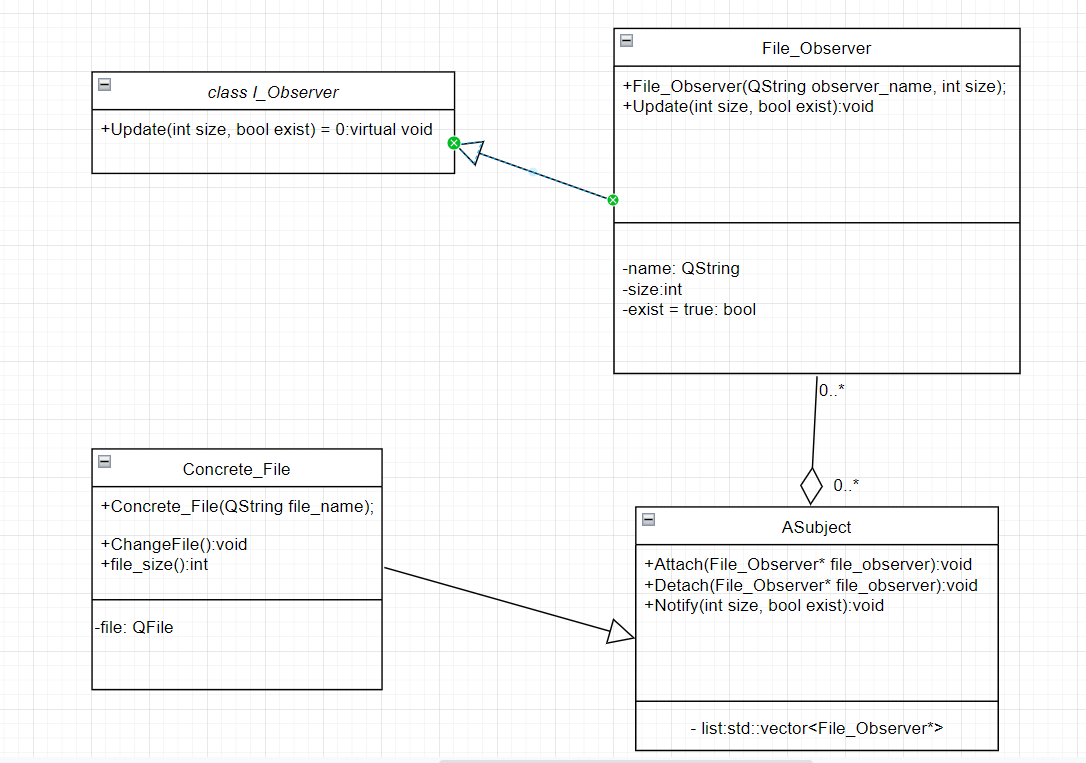 class I_Observer
+Update(int size, bool exist) = 0:virtual void
File_Observer
+File_Observer(QString observer_name, int size);
+Update(int size, bool exist):void
-name: QString
-size:int
-exist = true: bool
0..*
0..*
Concrete_File
+Concrete_File(QString file_name);
+ChangeFile():void
+file_size():int
-file: QFile
ASubject
+Attach(File_Observer* file_observer):void
+Detach(File_Observer* file_observer):void
+Notify(int size, bool exist):void
- list:std::vector<File_Observer*>